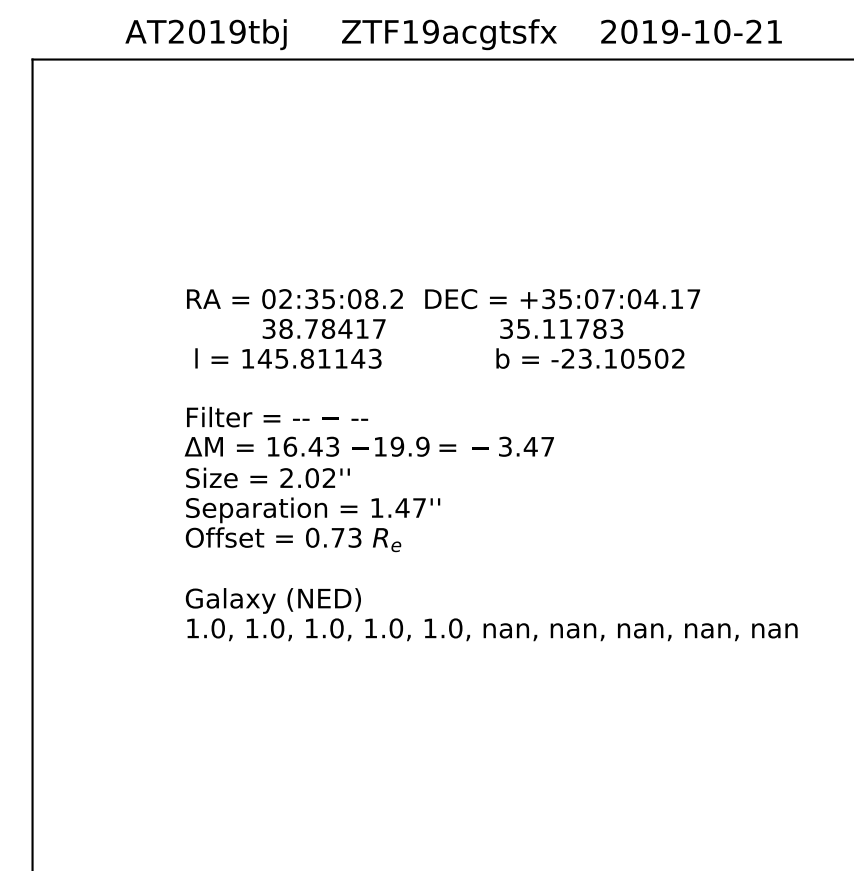 AT2019tbj ZTF19acgtsfx 2019-10-21
RA = 02:35:08.2 DEC = +35:07:04.17
38.78417 35.11783
l = 145.81143 b = -23.10502
Filter = -- − --
ΔM = 16.43 −19.9 = − 3.47
Size = 2.02''
Separation = 1.47''
Offset = 0.73 Rₑ
Galaxy (NED)
1.0, 1.0, 1.0, 1.0, 1.0, nan, nan, nan, nan, nan